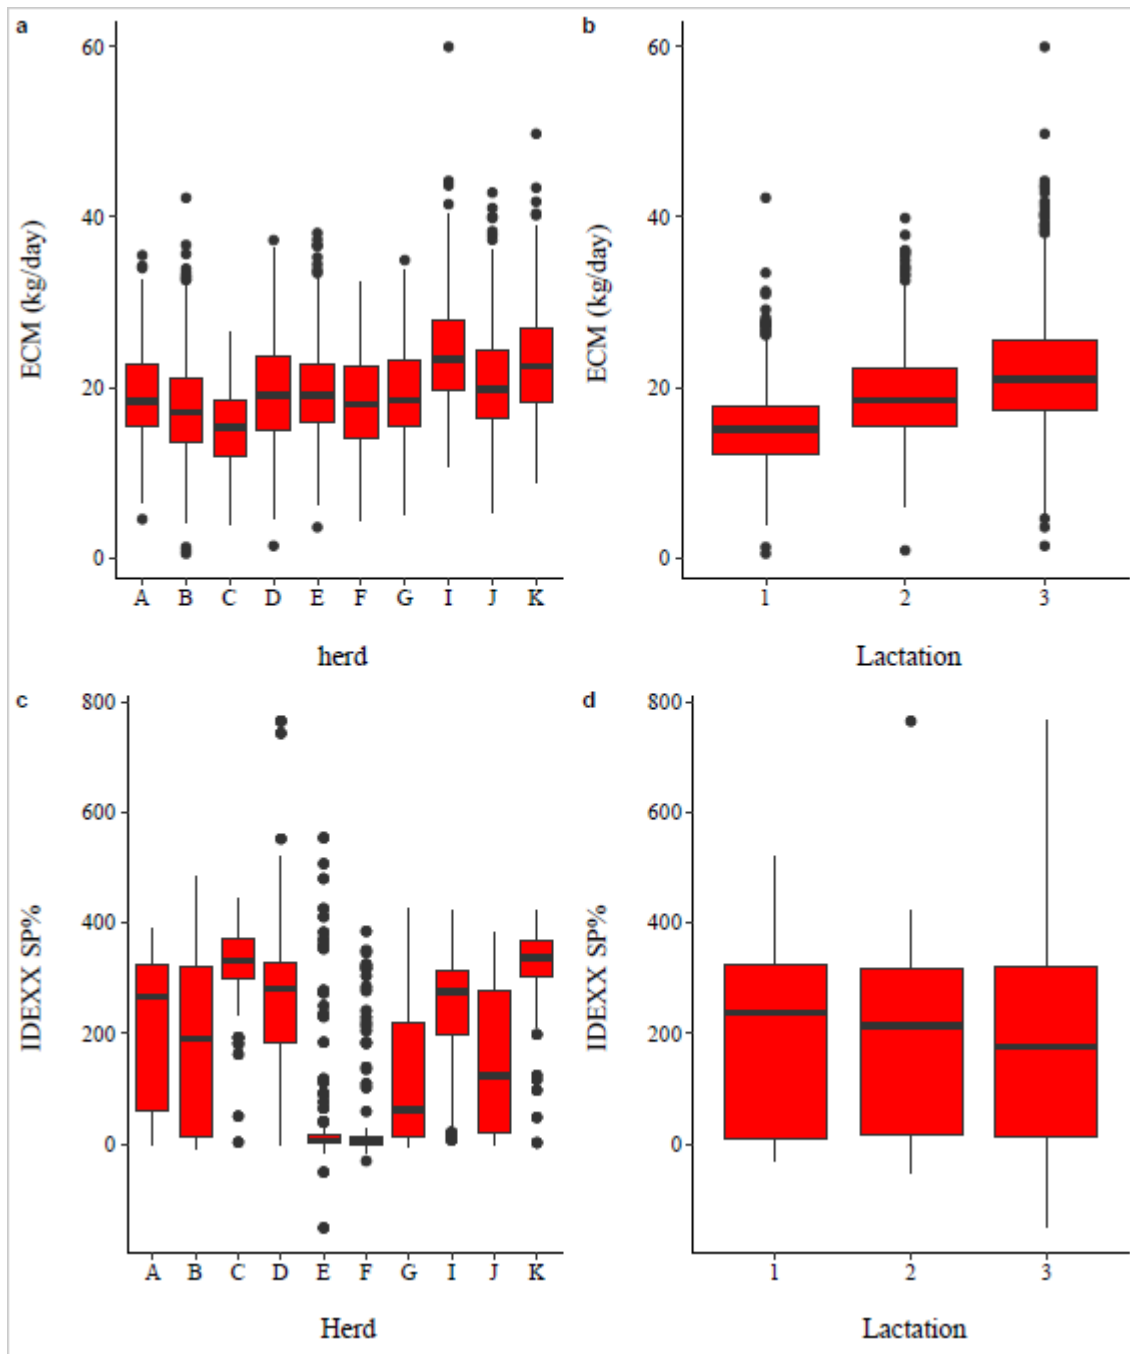 a
60
40
20
0
ECM (kg/day)
A B C D E F G I J K
herd
b
60
40
20
0
ECM (kg/day)
1 2 3
Lactation
c
800
600
400
200
0
IDEXX SP%
A B C D E F G I J K
Herd
d
800
600
400
200
0
IDEXX SP%
1 2 3
Lactation